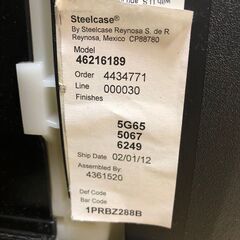 Steelcase®
By Steelcase Reynosa S. de R
Reynosa, Mexico CP88780
Model
46216189
Order 4434771
Line 000030
Finishes
5G65
5067
6249
Ship Date 02/01/12
Assembled By:
4361520
Def Code
Bar Code
1PRBZ288B